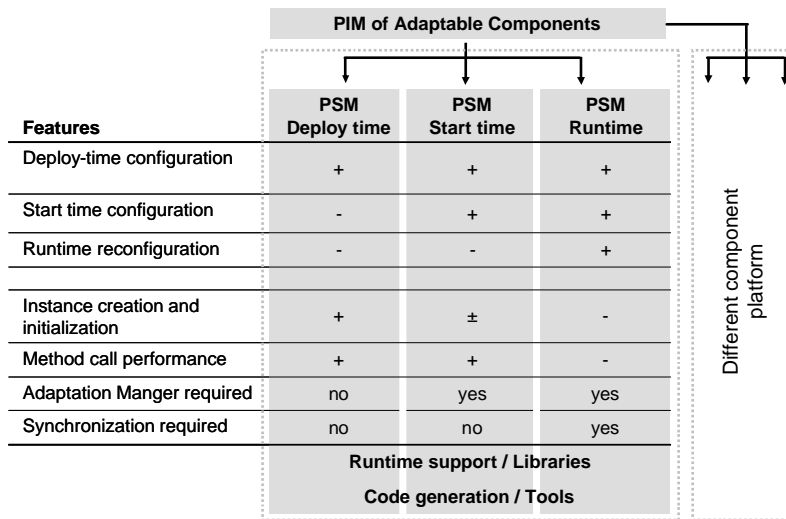 PIM of Adaptable Components
PSM PSM PSM
Features Deploy time Start time Runtime
Deploy-time configuration + + +
Start time configuration - + +
Runtime reconfiguration - - +
Instance creation and
initialization + ± -
Method call performance + + -
Adaptation Manger required no yes yes
Synchronization required no no yes
Runtime support / Libraries
Code generation / Tools
Different component
platform